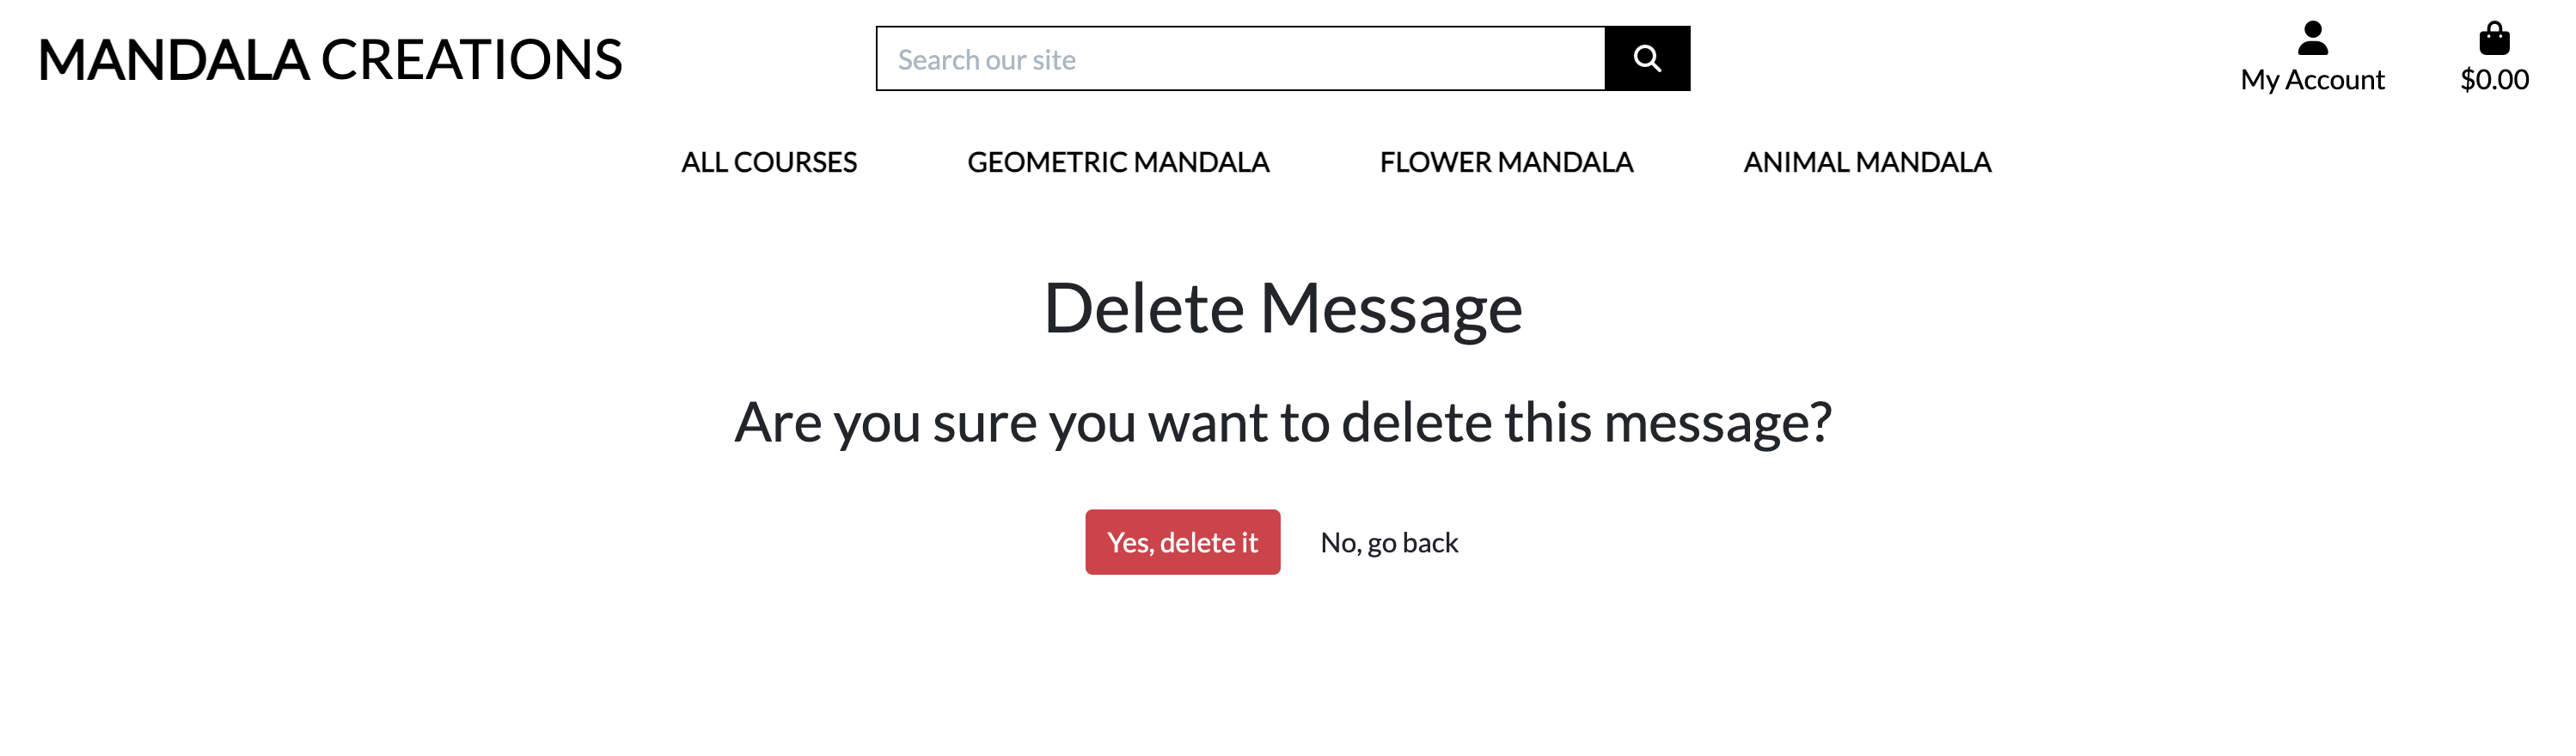 MANDALA CREATIONS
Search our site
My Account
$0.00
ALL COURSES
GEOMETRIC MANDALA
FLOWER MANDALA
ANIMAL MANDALA
Delete Message
Are you sure you want to delete this message?
Yes, delete it
No, go back